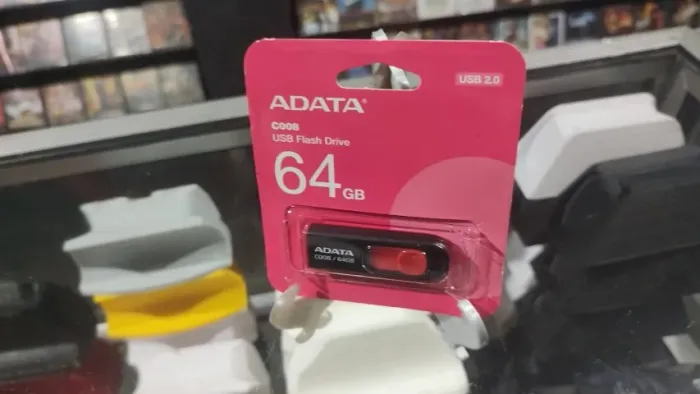 USB 2.0
ADATA®
C008
USB Flash Drive
64GB
ADATA
C008 / 64GB